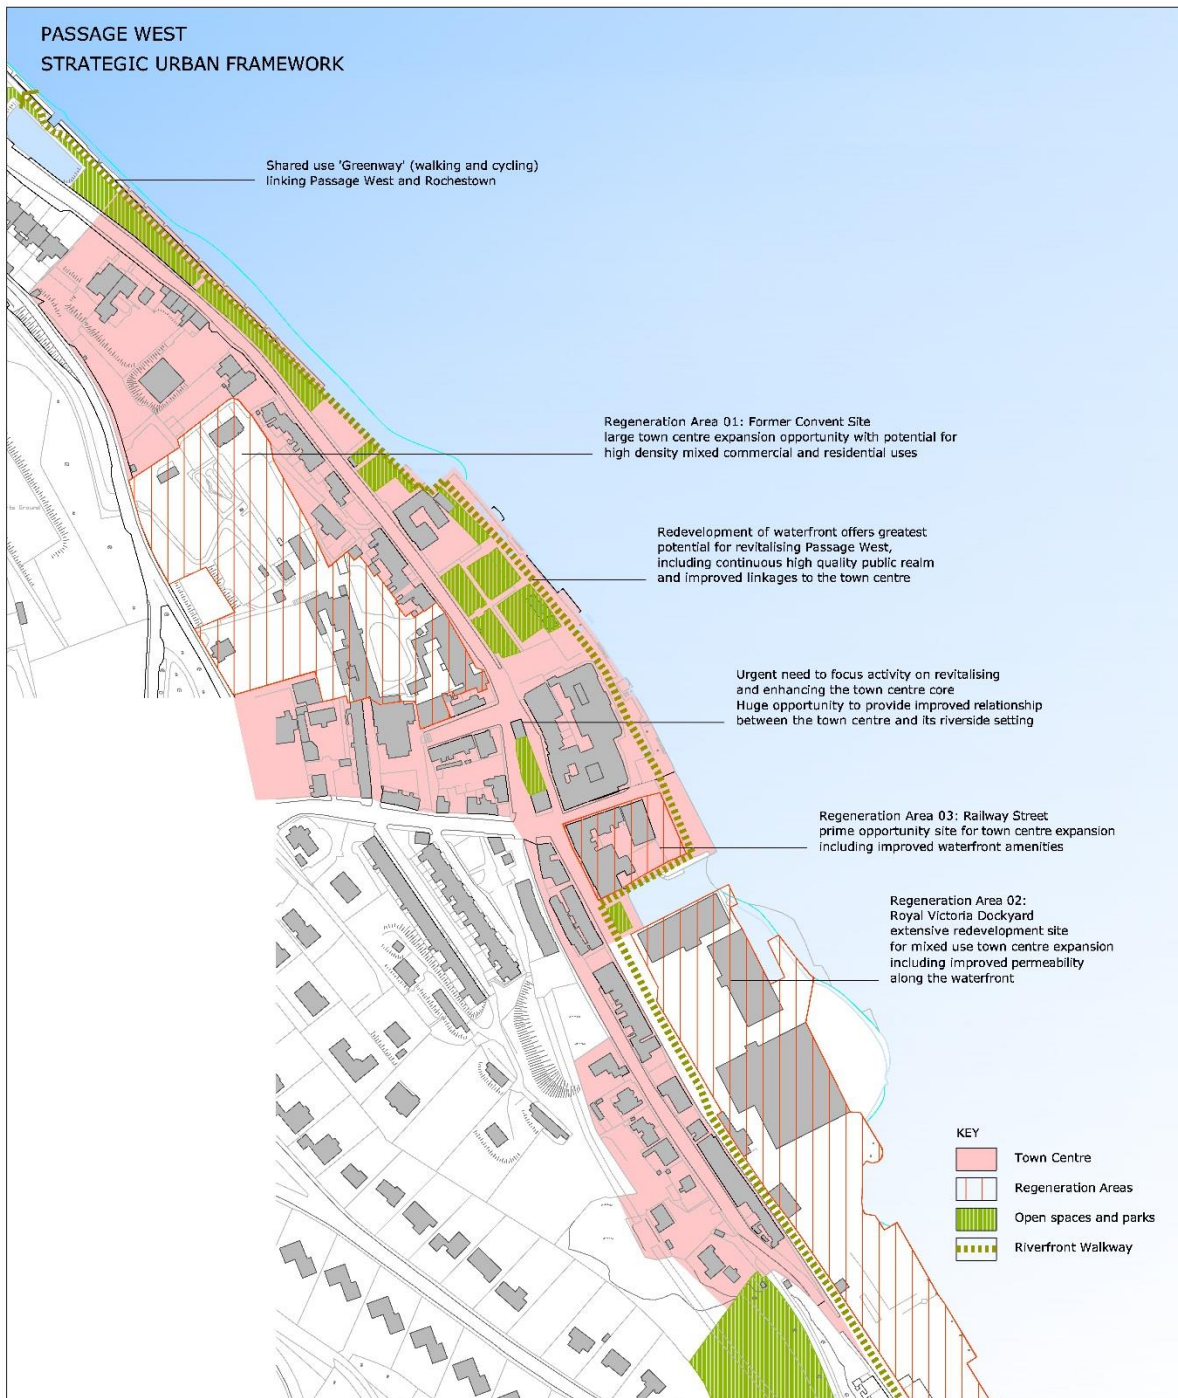 PASSAGE WEST
STRATEGIC URBAN FRAMEWORK
Shared use 'Greenway' (walking and cycling)
linking Passage West and Rochestown
Regeneration Area 01: Former Convent Site
large town centre expansion opportunity with potential for
high density mixed commercial and residential uses
Redevelopment of waterfront offers greatest
potential for revitalising Passage West,
including continuous high quality public realm
and improved linkages to the town centre
Urgent need to focus activity on revitalising
and enhancing the town centre core
Huge opportunity to provide improved relationship
between the town centre and its riverside setting
Regeneration Area 03: Railway Street
prime opportunity site for town centre expansion
including improved waterfront amenities
Regeneration Area 02:
Royal Victoria Dockyard
extensive redevelopment site
for mixed use town centre expansion
including improved permeability
along the waterfront
KEY
Town Centre
Regeneration Areas
Open spaces and parks
Riverfront Walkway